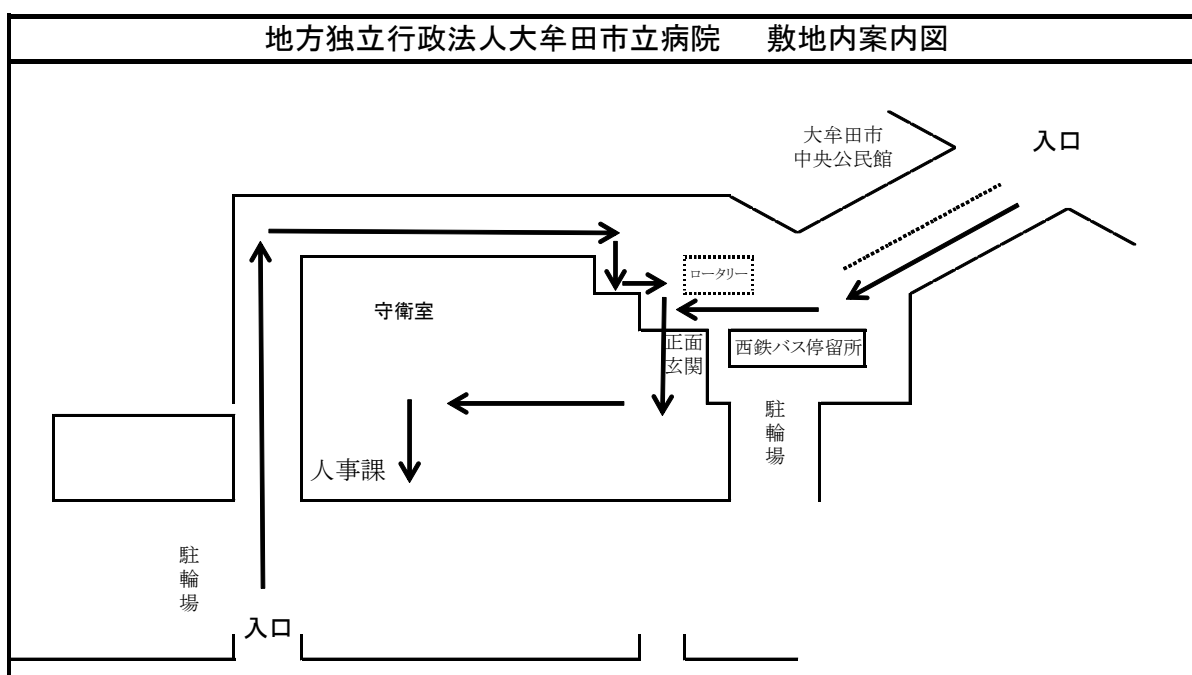 地方独立行政法人大牟田市立病院 敷地内案内図
大牟田市
中央公民館
入口
ロータリー
守衛室
正面
玄関
西鉄バス停留所
駐
輪
場
人事課
駐
輪
場
入口